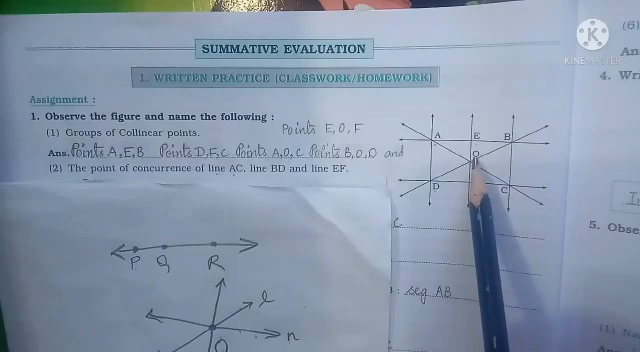 (6)
An
KINEMASTER
SUMMATIVE EVALUATION
4. Wri
1. WRITTEN PRACTICE (CLASSWORK/HOMEWORK)
Assignment :
1. Observe the figure and name the following :
(1) Groups of Collinear points. Points E, O, F
Ans. Points A, E, B Points D, F, C Points A, O, C Points B, O, D and
(2) The point of concurrence of line AC, line BD and line EF.
A E B
O
D C
C
5. Obse
P Q R
: seg AB
l
n
O